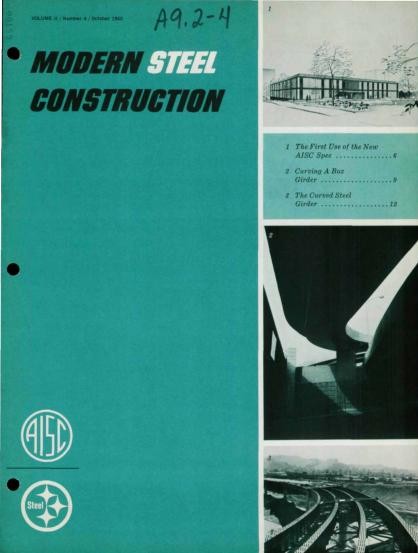 VOLUME II / Number 4 / October 1962
A9.2-4
MODERN STEEL
CONSTRUCTION
1
1 The First Use of the New
AISC Spec ............... 6
2 Curving A Box
Girder .................. 9
3 The Curved Steel
Girder .................. 12
2
3
AISC
Steel